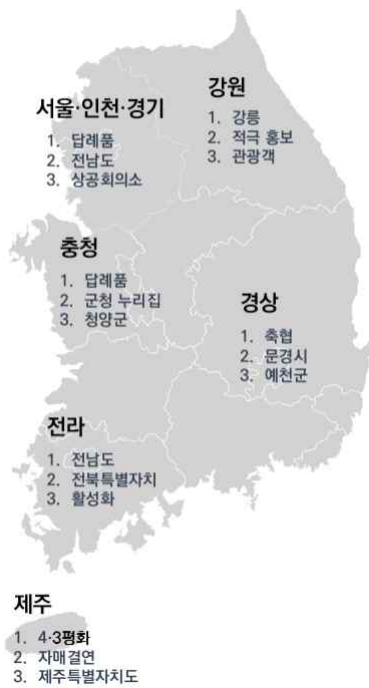 서울·인천·경기
1. 답례품
2. 전남도
3. 상공회의소
강원
1. 강릉
2. 적극 홍보
3. 관광객
충청
1. 답례품
2. 군청 누리집
3. 청양군
경상
1. 축협
2. 문경시
3. 예천군
전라
1. 전남도
2. 전북특별자치
3. 활성화
제주
1. 4·3평화
2. 자매결연
3. 제주특별자치도